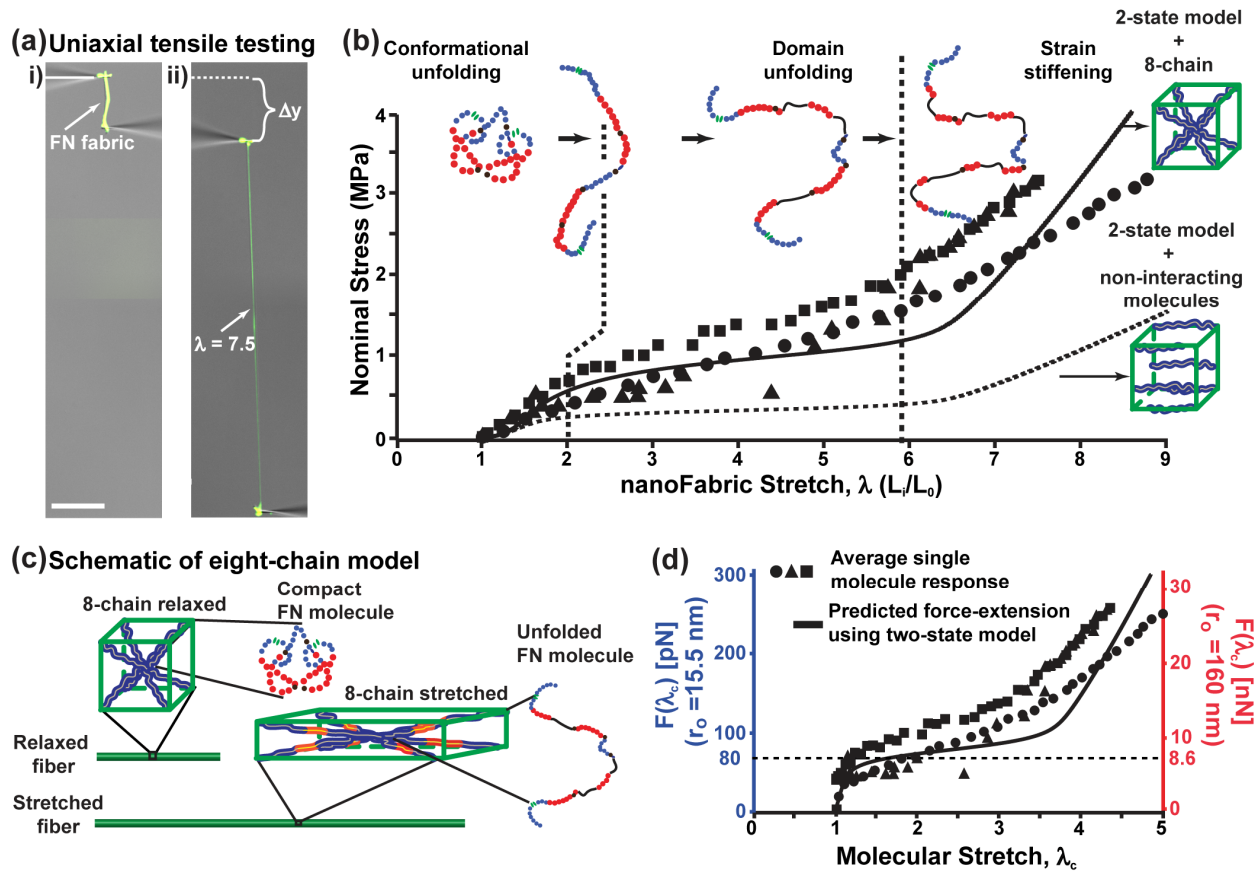 (a) Uniaxial tensile testing
i)
ii)
Δy
FN fabric
λ = 7.5
(b)
Conformational
unfolding
Domain
unfolding
Strain
stiffening
2-state model
+
8-chain
2-state model
+
non-interacting
molecules
Nominal Stress (MPa)
4
3
2
1
0
0 1 2 3 4 5 6 7 8 9
nanoFabric Stretch, λ (Lᵢ/L₀)
(c) Schematic of eight-chain model
8-chain relaxed
Compact
FN molecule
Unfolded
FN molecule
8-chain stretched
Relaxed
fiber
Stretched
fiber
(d)
Average single
molecule response
Predicted force-extension
using two-state model
F(λc) [pN]
(ro =15.5 nm)
300
200
100
80
0
F(λc) [nN]
(ro =160 nm)
30
20
10
8.6
0
0 1 2 3 4 5
Molecular Stretch, λc